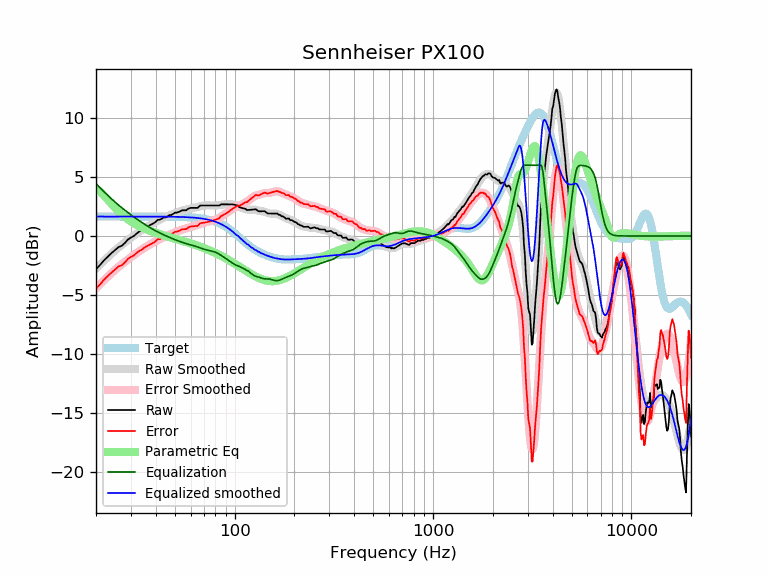 Sennheiser PX100
10
5
0
−5
−10
−15
−20
Amplitude (dBr)
Target
Raw Smoothed
Error Smoothed
Raw
Error
Parametric Eq
Equalization
Equalized smoothed
100 1000 10000
Frequency (Hz)